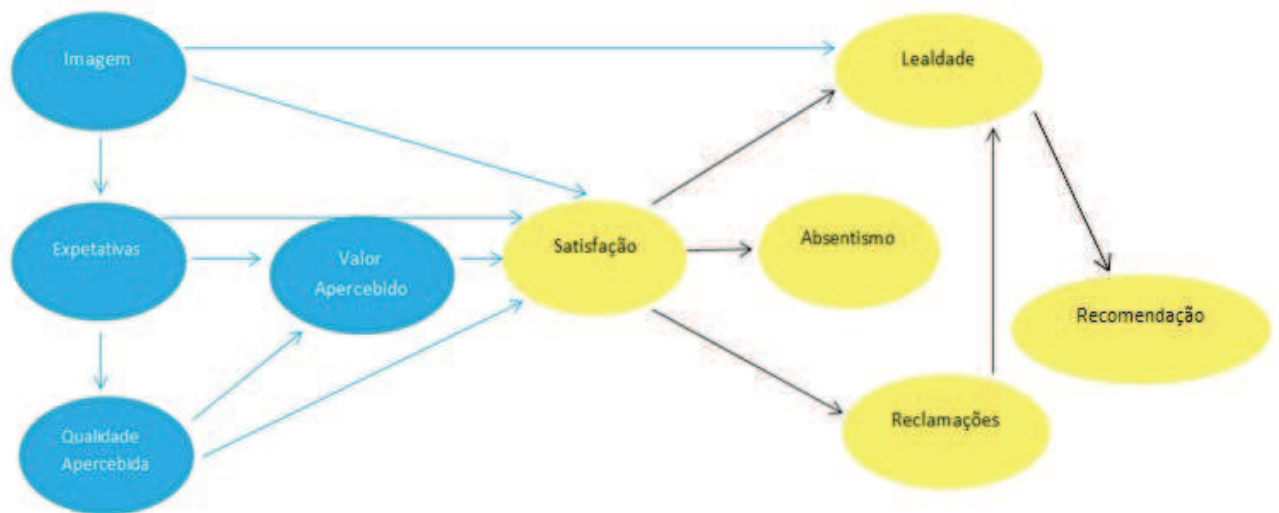 Imagem
Lealdade
Expetativas
Valor
Apercebido
Satisfação
Absentismo
Recomendação
Qualidade
Apercebida
Reclamações